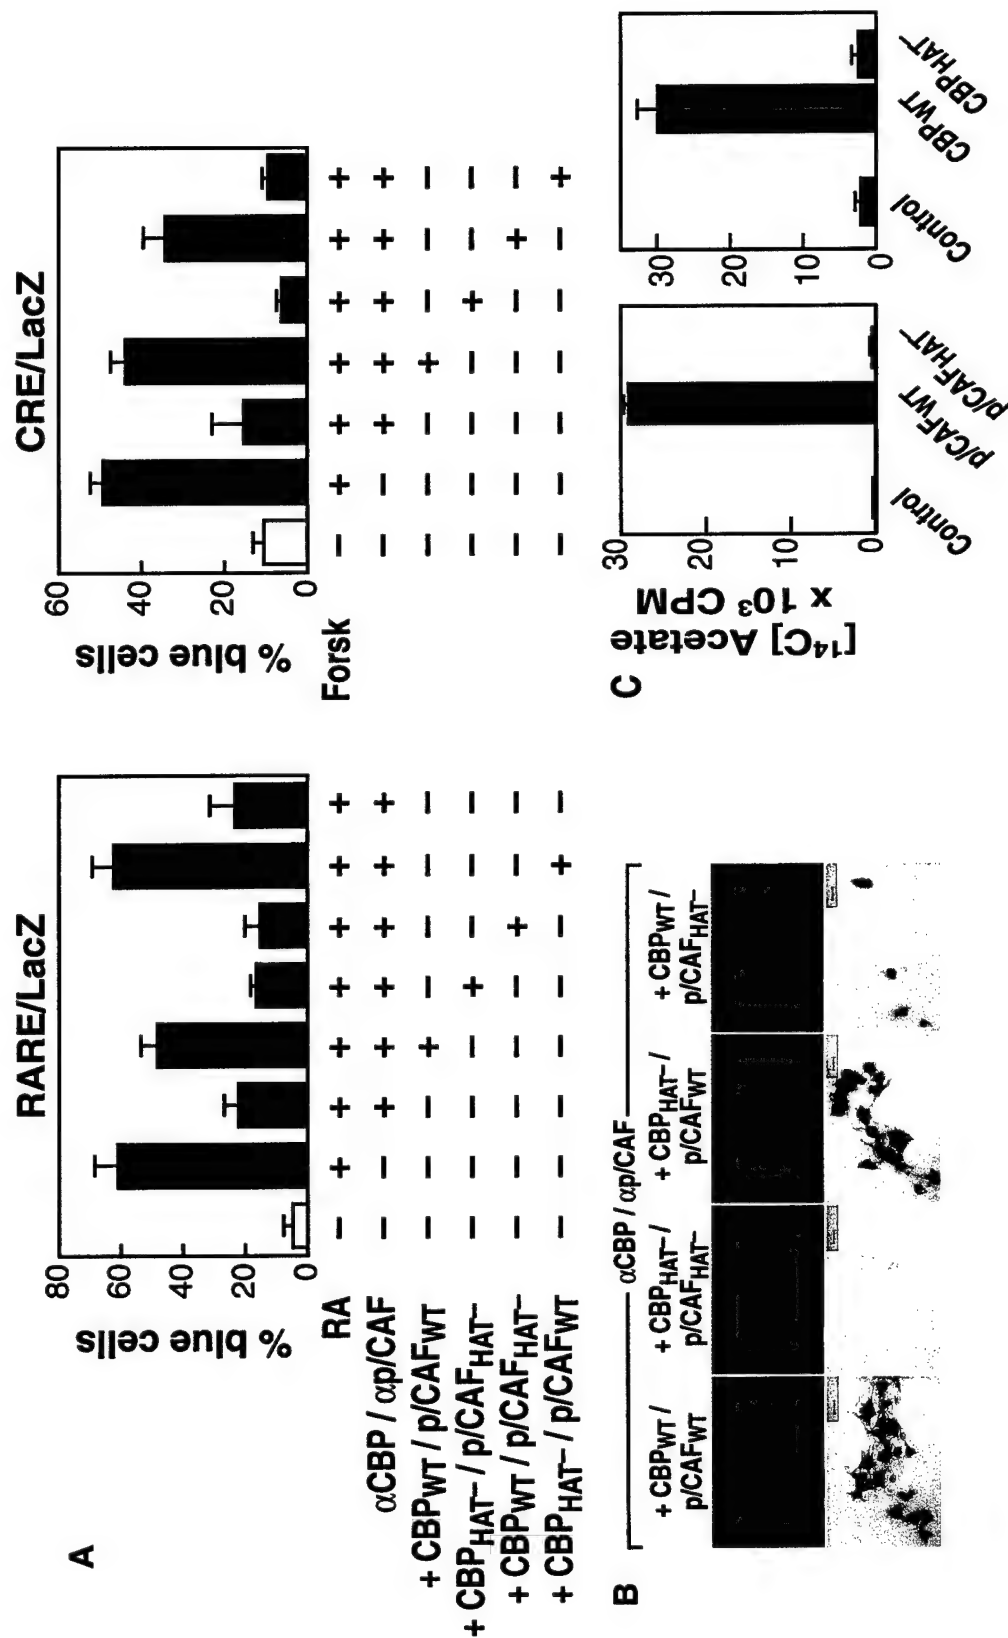 A
RARE/LacZ
% blue cells
80
60
40
20
0
RA − + + + + + + +
αCBP / αp/CAF − − + + + + + +
+ CBPWT / p/CAFWT − − − + − − − −
+ CBPHAT− / p/CAFHAT− − − − − + − − −
+ CBPWT / p/CAFHAT− − − − − − + − −
+ CBPHAT− / p/CAFWT − − − − − − + −
CRE/LacZ
% blue cells
60
40
20
0
Forsk − + + + + + +
− − + + + + +
− − − + − − −
− − − − + − −
− − − − − + −
− − − − − − +
B
αCBP / αp/CAF
+ CBPWT / p/CAFWT
+ CBPHAT− / p/CAFHAT−
+ CBPHAT− / p/CAFWT
+ CBPWT / p/CAFHAT−
C
[¹⁴C] Acetate
x 10³ CPM
30
20
10
0
Control
p/CAFWT
p/CAFHAT−
30
20
10
0
Control
CBPWT
CBPHAT−